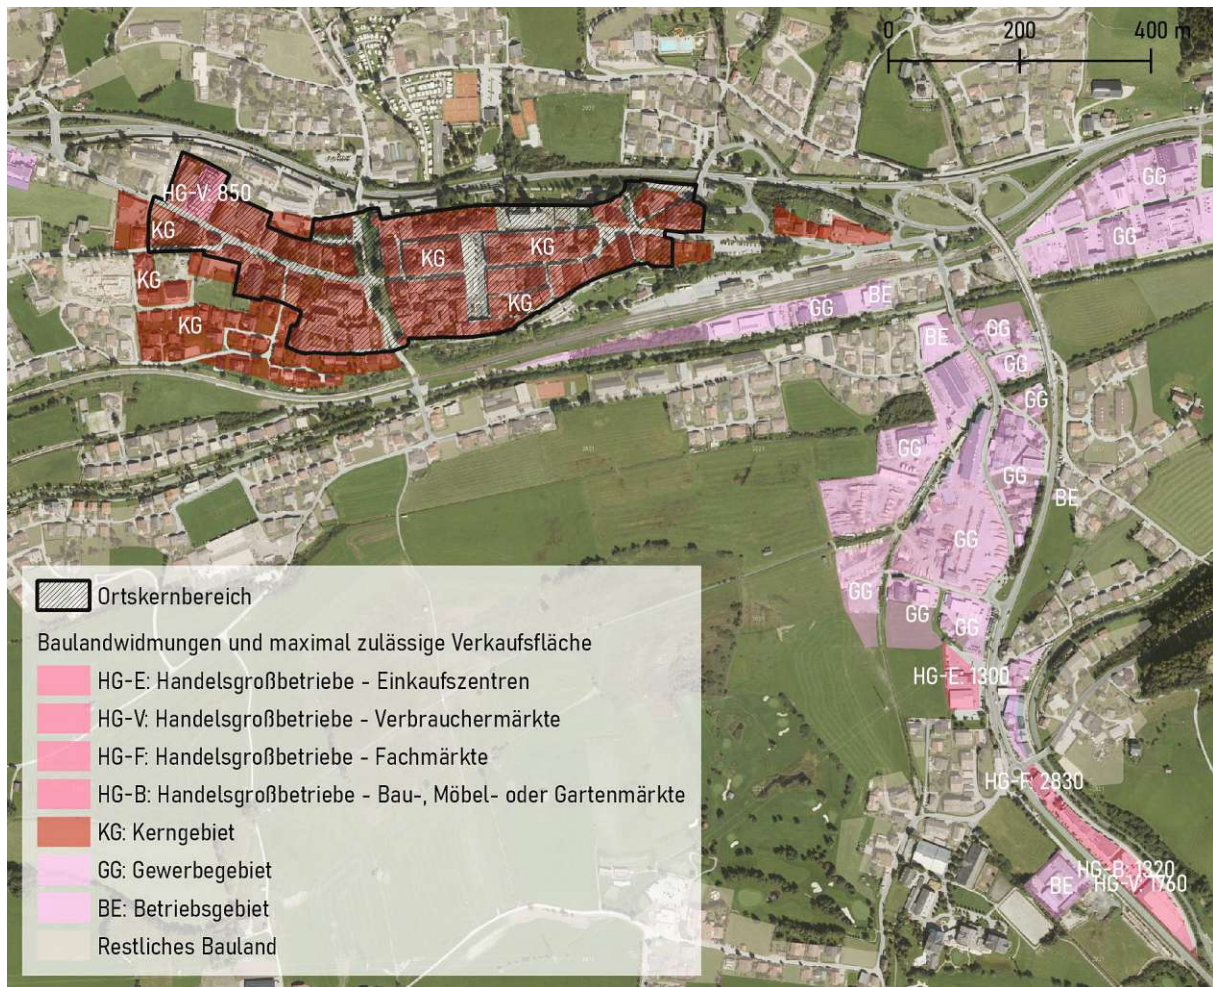 0 200 400 m
GG
HG-V: 850
KG
GG
KG
KG
KG
KG
BE
GG
KG
KG
BE
GG
GG
GG
GG
GG
BE
GG
GG
GG
GG
HG-E: 1300
HG-F: 2830
HG-B: 1320
HG-V: 1760
BE
Ortskernbereich
Baulandwidmungen und maximal zulässige Verkaufsfläche
HG-E: Handelsgroßbetriebe - Einkaufszentren
HG-V: Handelsgroßbetriebe - Verbrauchermärkte
HG-F: Handelsgroßbetriebe - Fachmärkte
HG-B: Handelsgroßbetriebe - Bau-, Möbel- oder Gartenmärkte
KG: Kerngebiet
GG: Gewerbegebiet
BE: Betriebsgebiet
Restliches Bauland